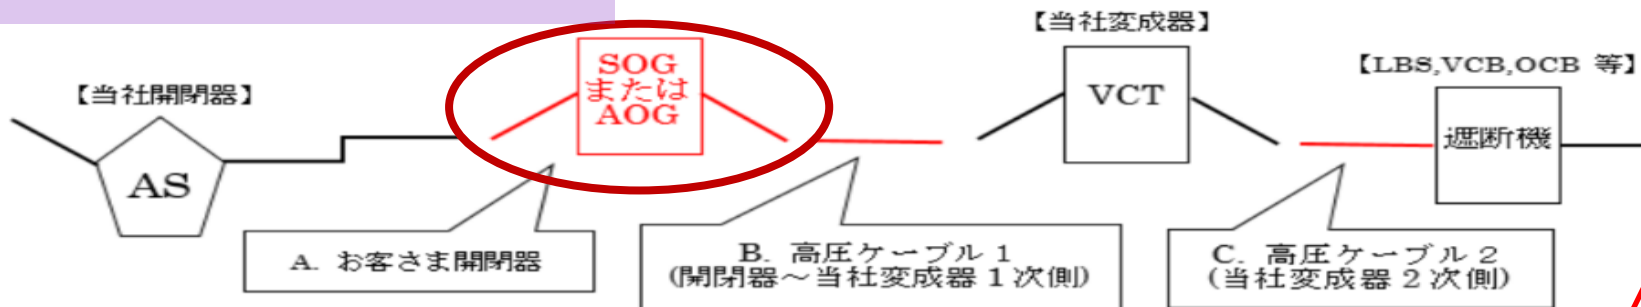 【当社変成器】
【LBS,VCB,OCB 等】
【当社開閉器】
SOG
または
AOG
VCT
遮断機
AS
A. お客さま開閉器
B. 高圧ケーブル１
(開閉器～当社変成器１次側)
C. 高圧ケーブル２
(当社変成器２次側)